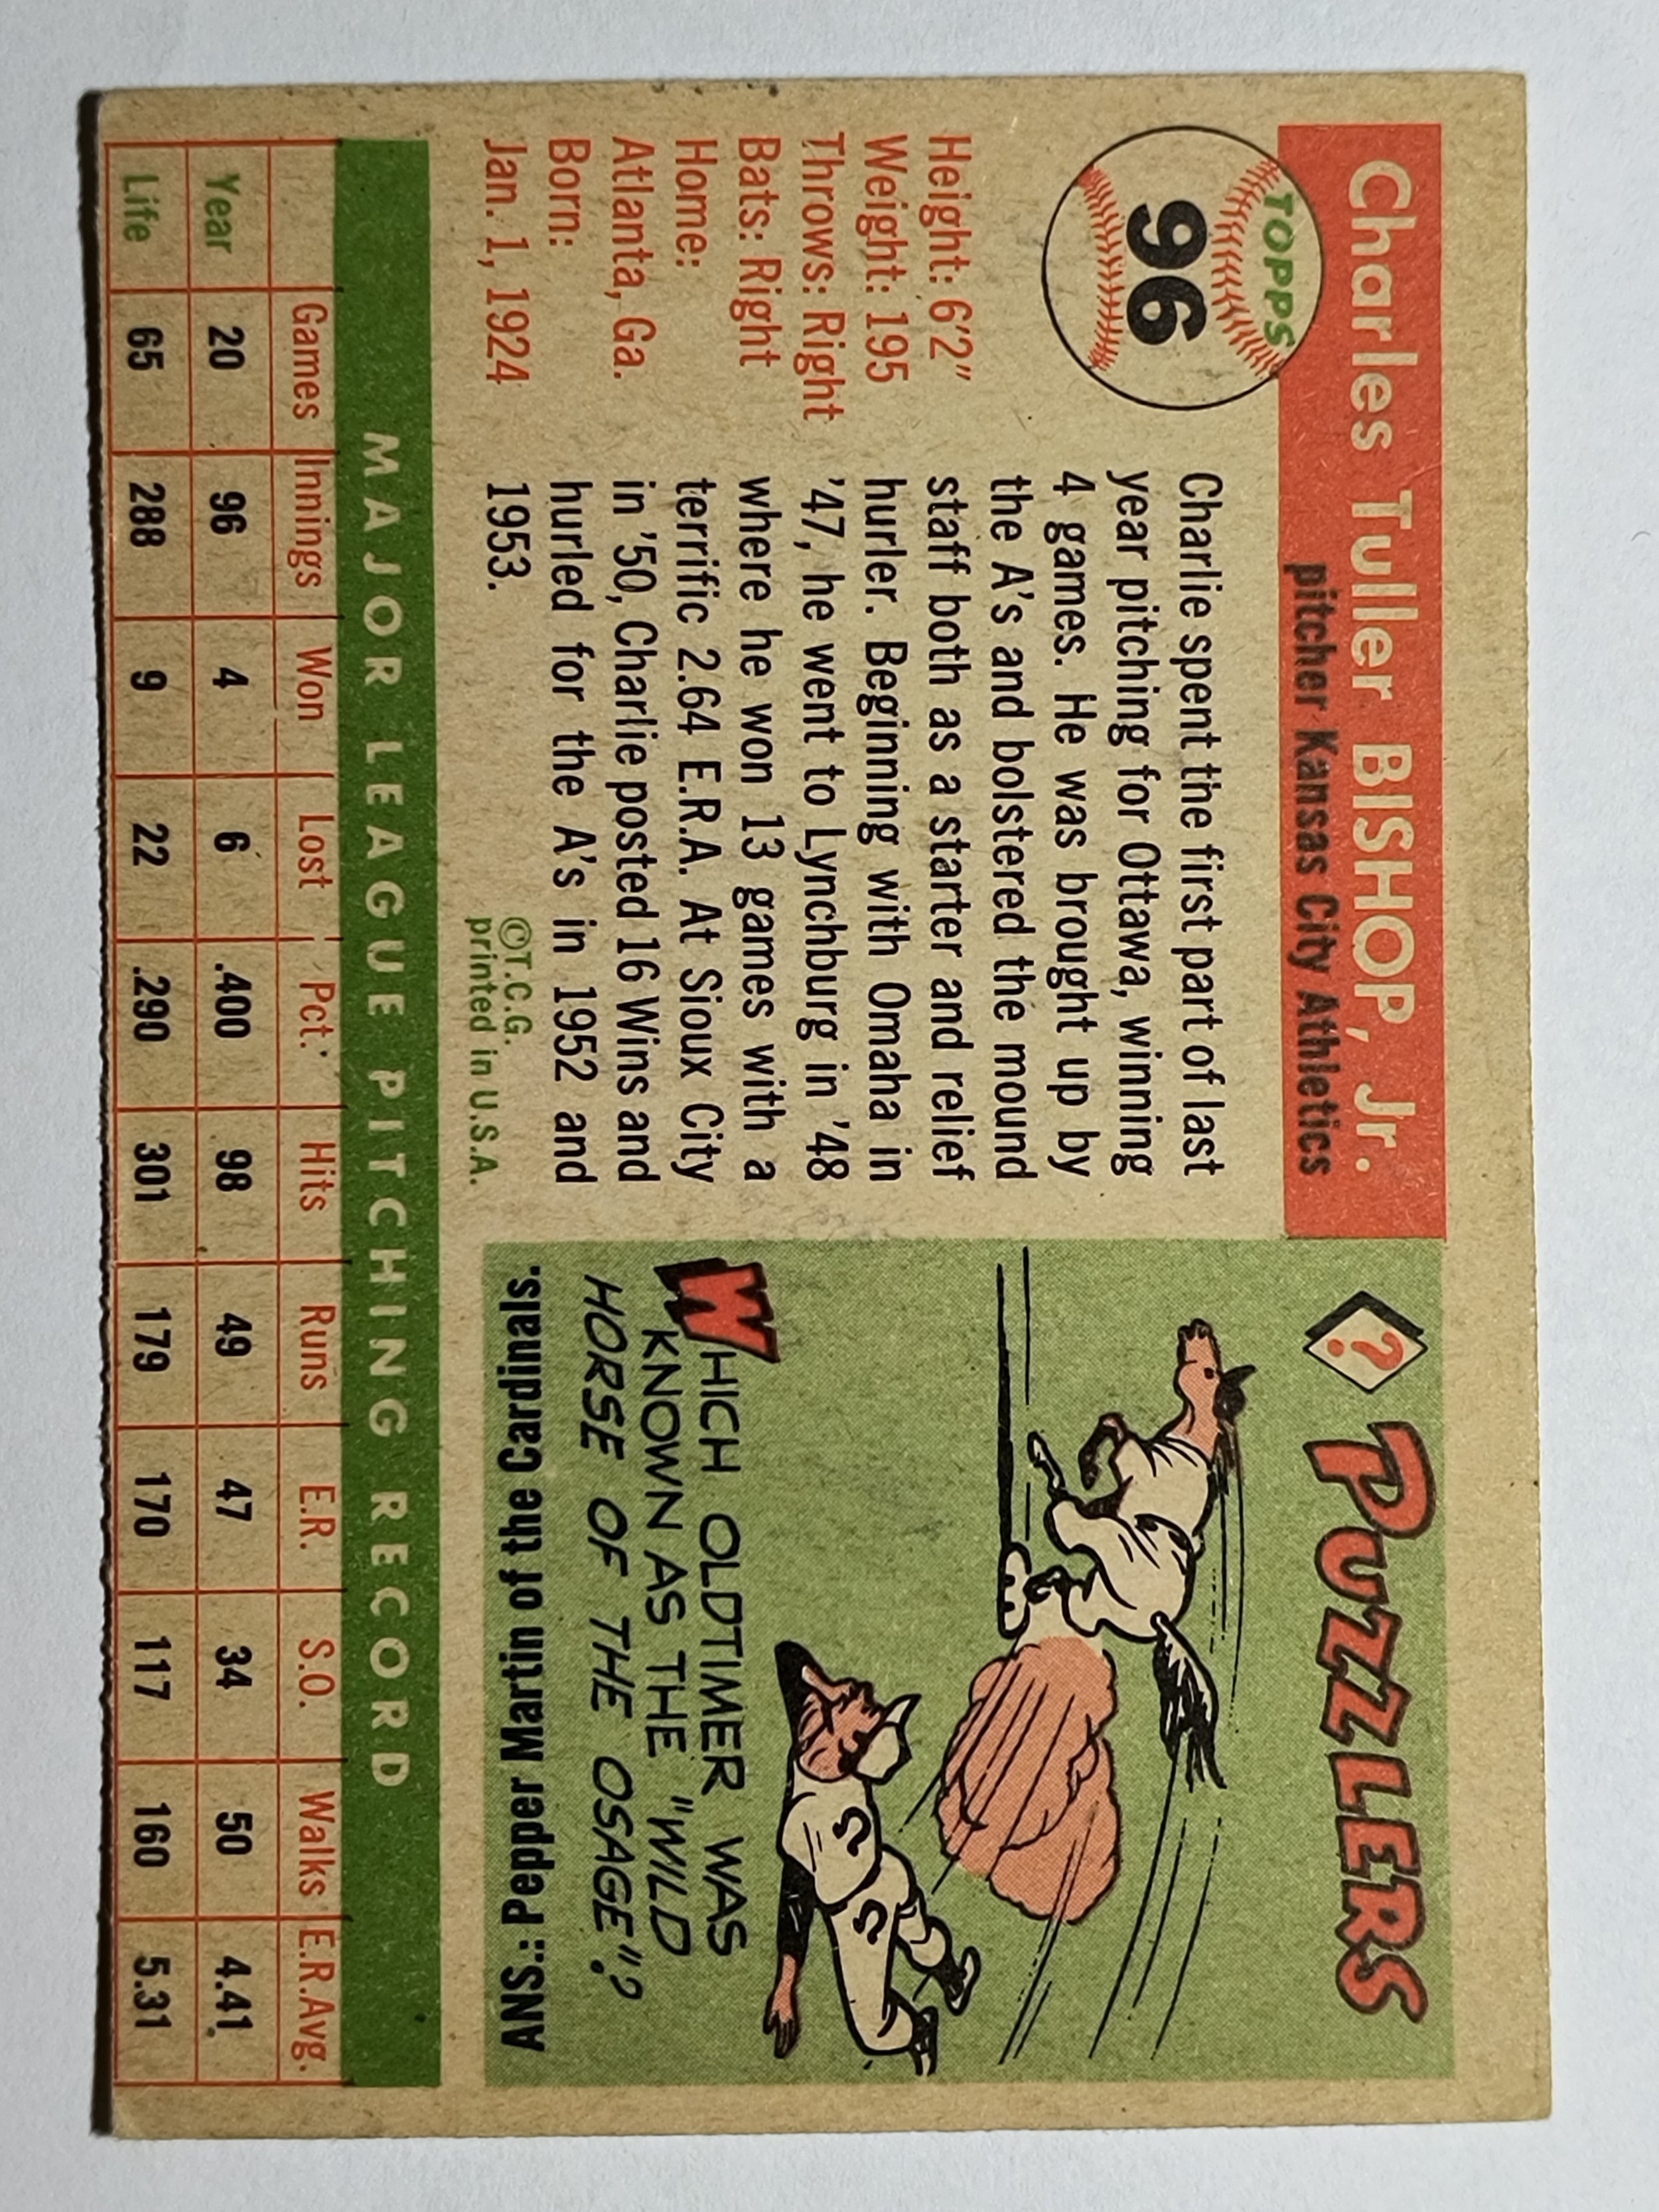 Charles Tuller BISHOP, Jr.
pitcher Kansas City Athletics
TOPPS
96
Height: 6'2"
Weight: 195
Throws: Right
Bats: Right
Home:
Atlanta, Ga.
Born:
Jan. 1, 1924
Charlie spent the first part of last
year pitching for Ottawa, winning
4 games. He was brought up by
the A's and bolstered the mound
staff both as a starter and relief
hurler. Beginning with Omaha in
'47, he went to Lynchburg in '48
where he won 13 games with a
terrific 2.64 E.R.A. At Sioux City
in '50, Charlie posted 16 Wins and
hurled for the A's in 1952 and
1953.
©T.C.G.
printed in U.S.A.
? PUZZLERS
WHICH OLDTIMER WAS
KNOWN AS THE "WILD
HORSE OF THE OSAGE"?
ANS.: Pepper Martin of the Cardinals.
MAJOR LEAGUE PITCHING RECORD
Games Innings Won Lost Pct. Hits Runs E.R. S.O. Walks E.R.Avg.
Year 20 96 4 6 .400 98 49 47 34 50 4.41
Life 65 288 9 22 .290 301 179 170 117 160 5.31